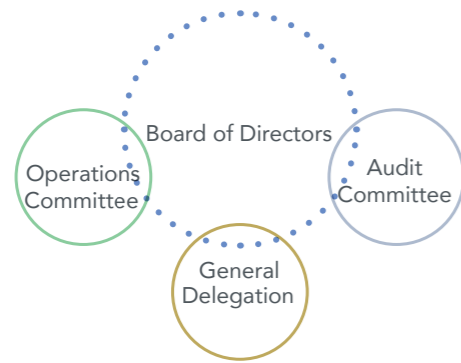 Board of Directors
Operations
Committee
Audit
Committee
General
Delegation